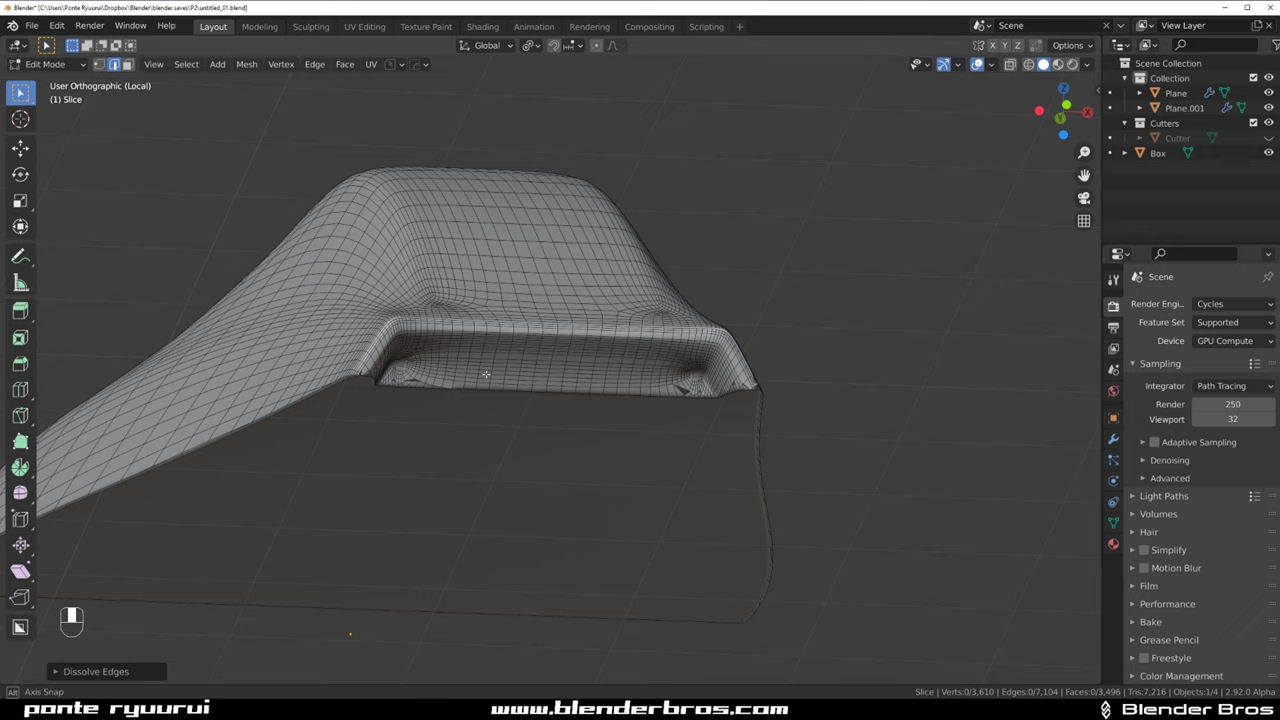 Blender* [C:\Users\Ponte Ryuurui\Dropbox\Blender\blender saves\PZ\untitled_01.blend]
File Edit Render Window Help Layout Modeling Sculpting UV Editing Texture Paint Shading Animation Rendering Compositing Scripting + Scene View Layer
Global X Y Z Options
Edit Mode View Select Add Mesh Vertex Edge Face UV
User Orthographic (Local)
(1) Slice
Z
X
Y
Scene Collection
Collection
Plane
Plane.001
Cutters
Cutter
Box
Scene
Render Engi... Cycles
Feature Set Supported
Device GPU Compute
Sampling
Integrator Path Tracing
Render 250
Viewport 32
Adaptive Sampling
Denoising
Advanced
Light Paths
Volumes
Hair
Simplify
Motion Blur
Film
Performance
Bake
Grease Pencil
Freestyle
Color Management
Dissolve Edges
Alt Axis Snap
Slice | Verts:0/3,610 | Edges:0/7,104 | Faces:0/3,496 | Tris:7,216 | Objects:1/4 | 2.92.0 Alpha
ponte ryuurui www.blenderbros.com Blender Bros